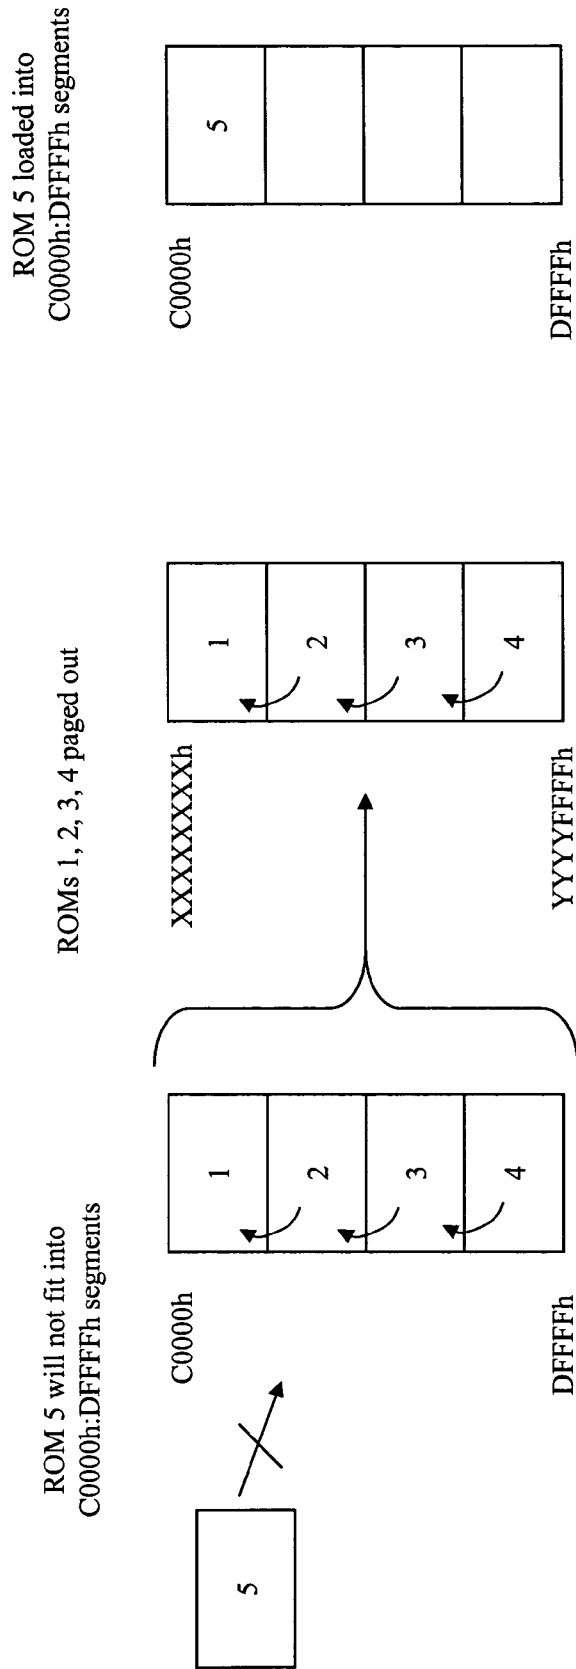 ROM 5 will not fit into
C0000h:DFFFFh segments
5
C0000h
1
2
3
4
DFFFFh
ROMs 1, 2, 3, 4 paged out
XXXXXXXXh
1
2
3
4
YYYYFFFFh
ROM 5 loaded into
C0000h:DFFFFh segments
C0000h
5
DFFFFh